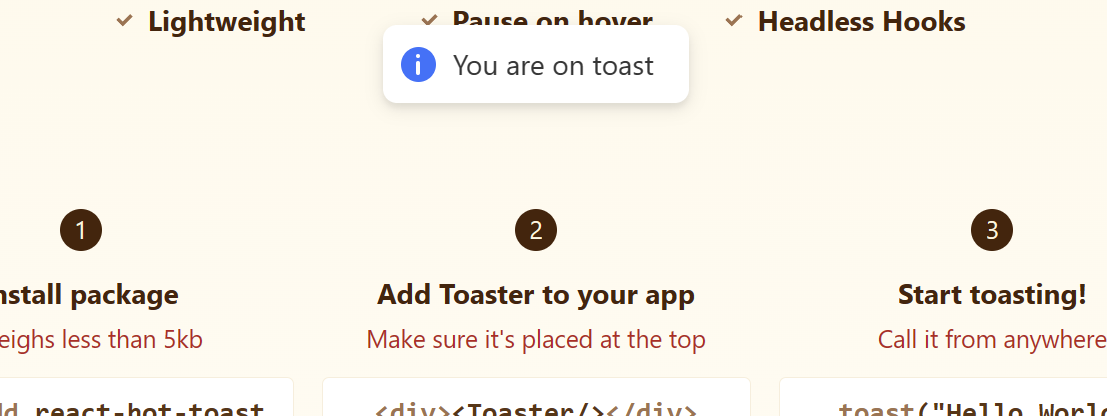 Lightweight
Pause on hover
Headless Hooks
You are on toast
1
2
3
nstall package
Add Toaster to your app
Start toasting!
eighs less than 5kb
Make sure it's placed at the top
Call it from anywhere
dd react-hot-toast
<div><Toaster/></div>
toast("Hello World